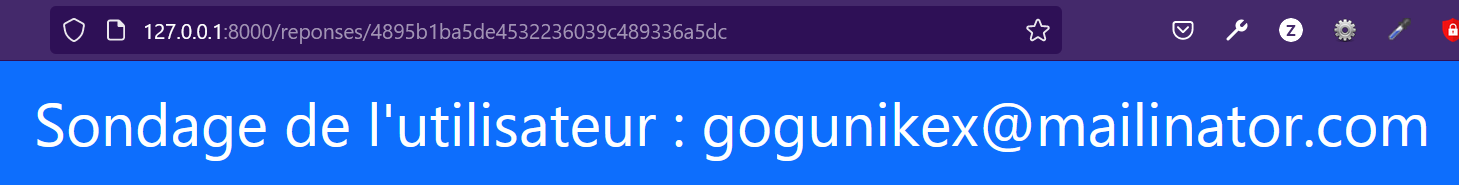 127.0.0.1:8000/reponses/4895b1ba5de4532236039c489336a5dc
Z
Sondage de l'utilisateur : gogunikex@mailinator.com